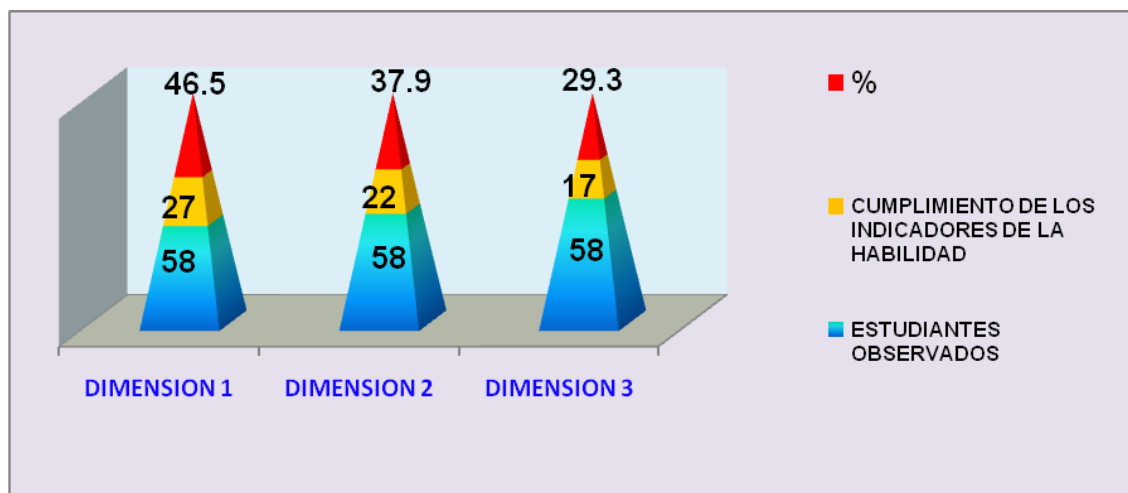 46.5
37.9
29.3
27
22
17
58
58
58
DIMENSION 1
DIMENSION 2
DIMENSION 3
%
CUMPLIMIENTO DE LOS
INDICADORES DE LA
HABILIDAD
ESTUDIANTES
OBSERVADOS